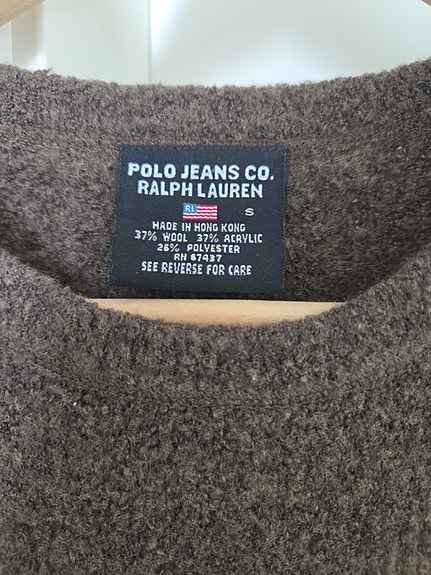 POLO JEANS CO.
RALPH LAUREN
RL S
MADE IN HONG KONG
37% WOOL 37% ACRYLIC
26% POLYESTER
RN 67437
SEE REVERSE FOR CARE